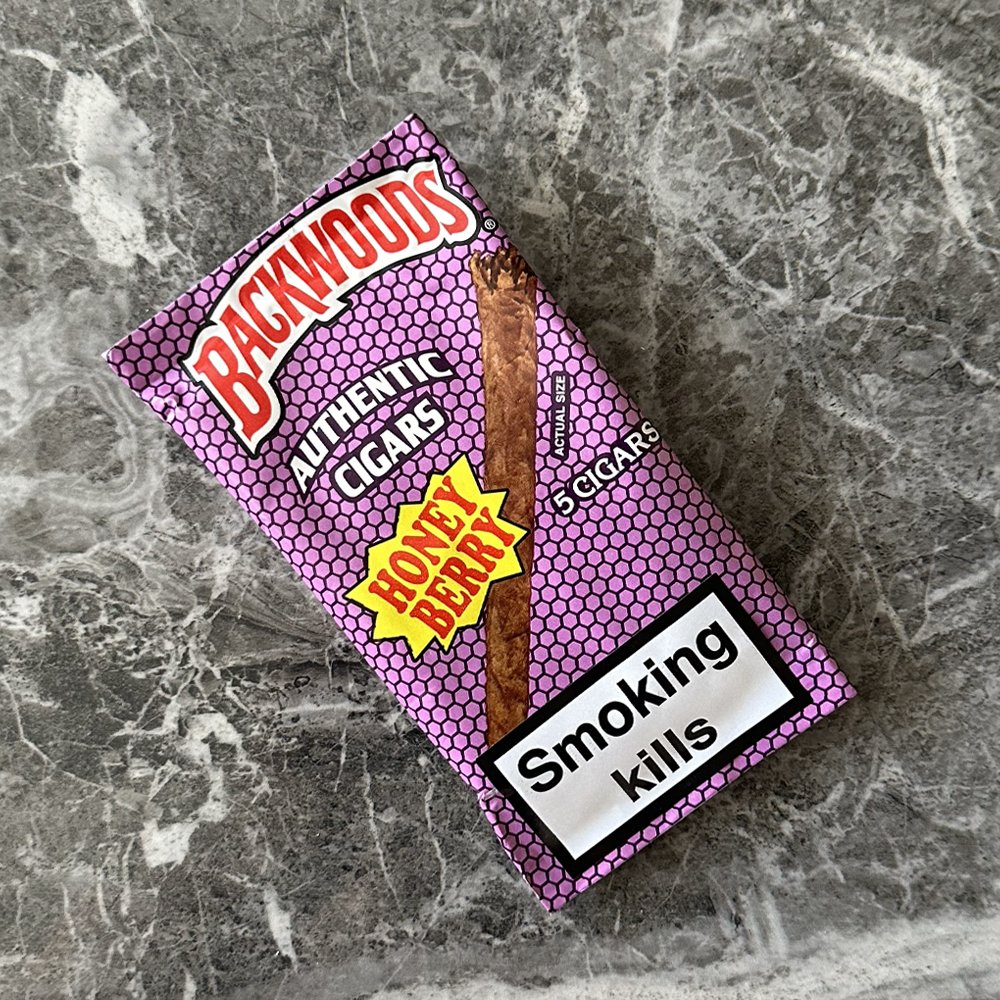 BACKWOODS®
AUTHENTIC
CIGARS
HONEY
BERRY
ACTUAL SIZE
5 CIGARS
Smoking
kills